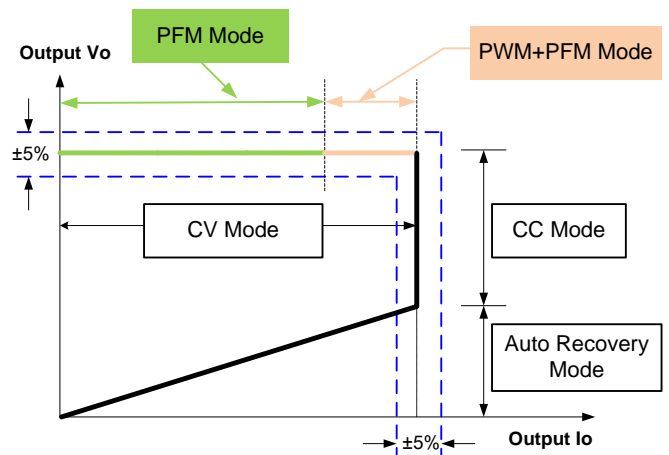 PFM Mode
Output Vo
PWM+PFM Mode
±5%
CV Mode
CC Mode
Auto Recovery
Mode
±5%
Output Io